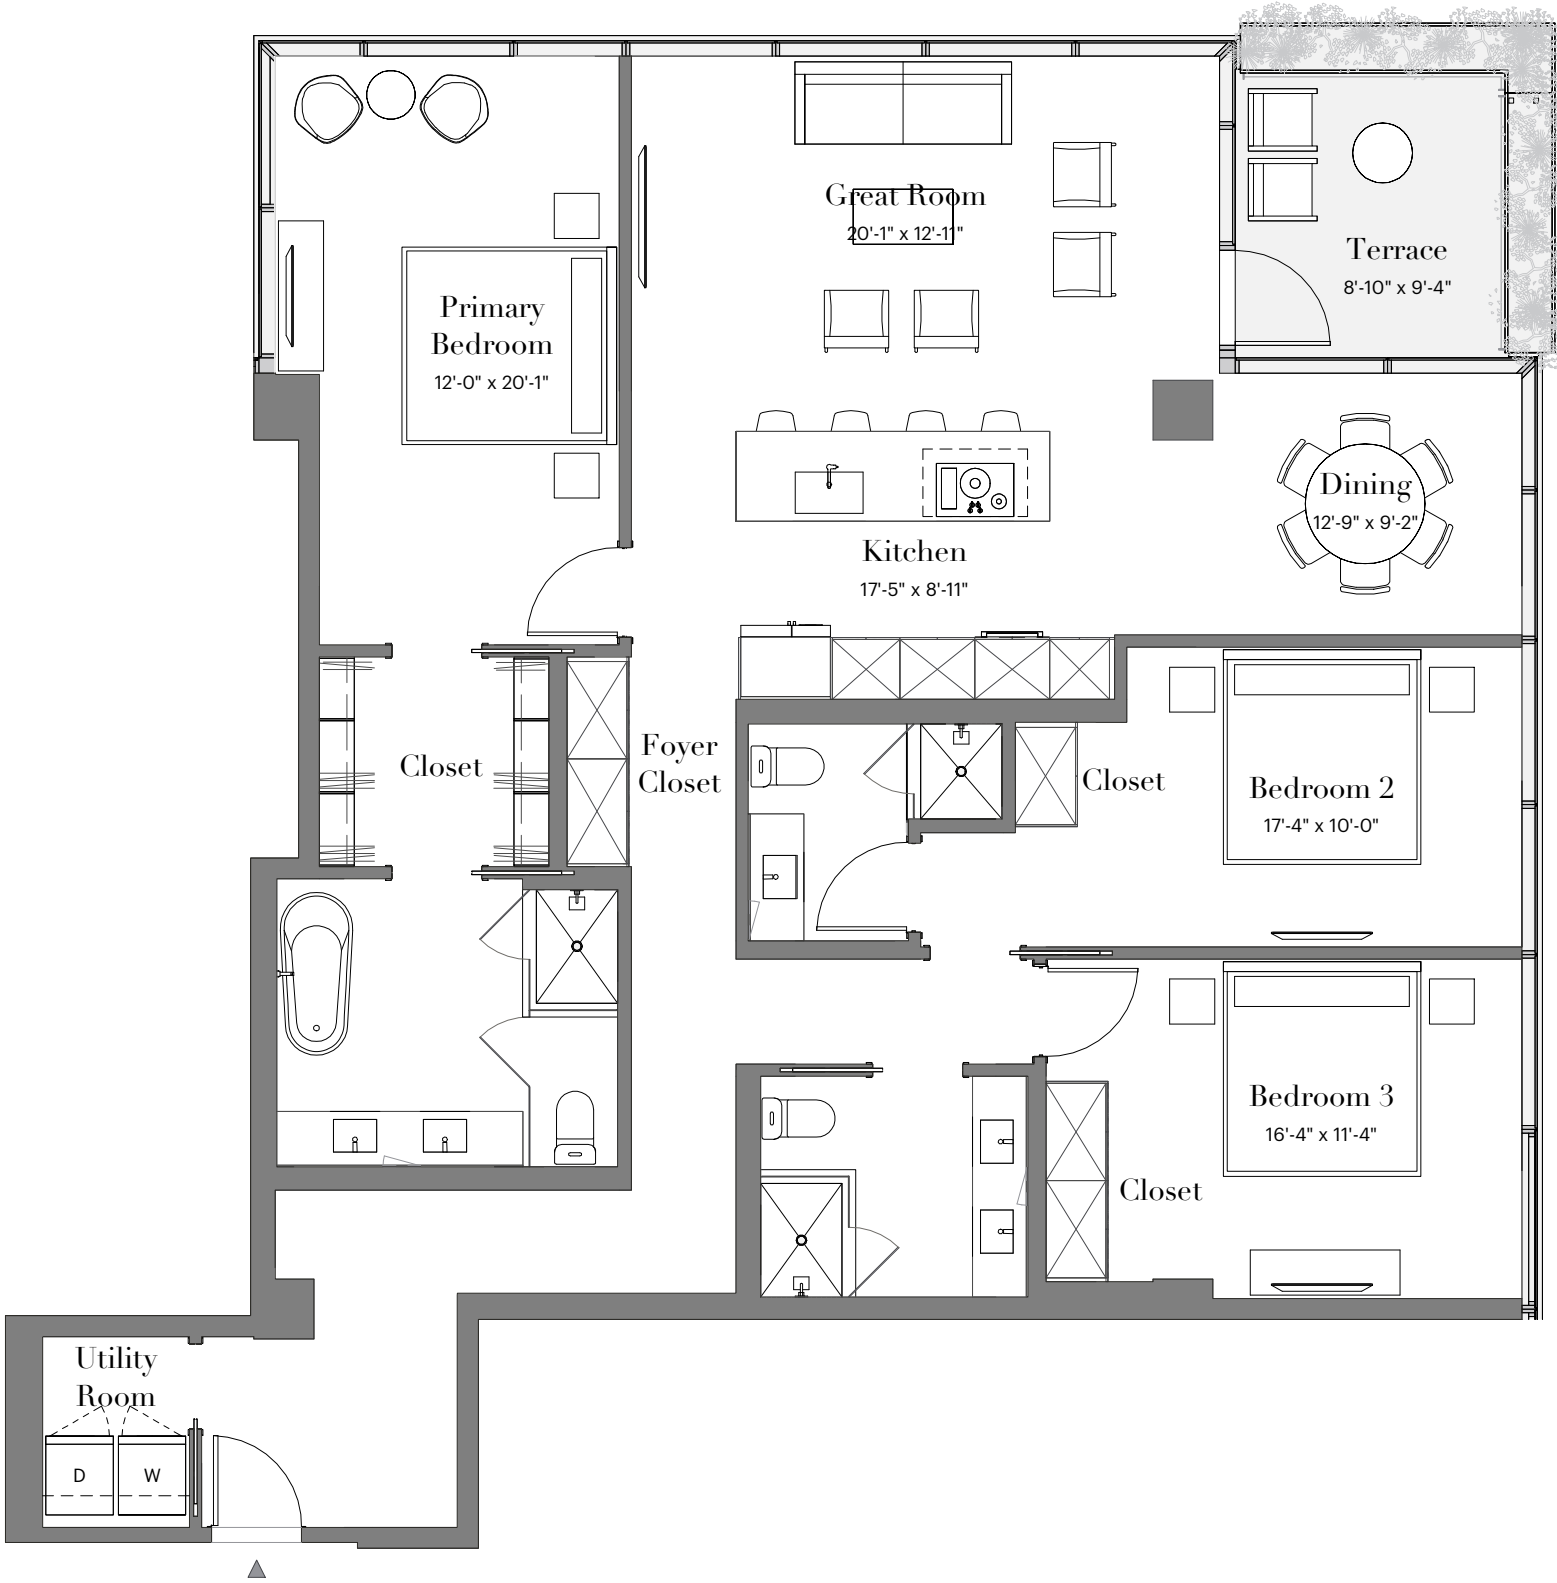 Great Room
20'-1" x 12'-11"
Terrace
8'-10" x 9'-4"
Primary
Bedroom
12'-0" x 20'-1"
Dining
12'-9" x 9'-2"
Kitchen
17'-5" x 8'-11"
Closet
Foyer
Closet
Closet
Bedroom 2
17'-4" x 10'-0"
Bedroom 3
16'-4" x 11'-4"
Closet
Utility
Room
D
W